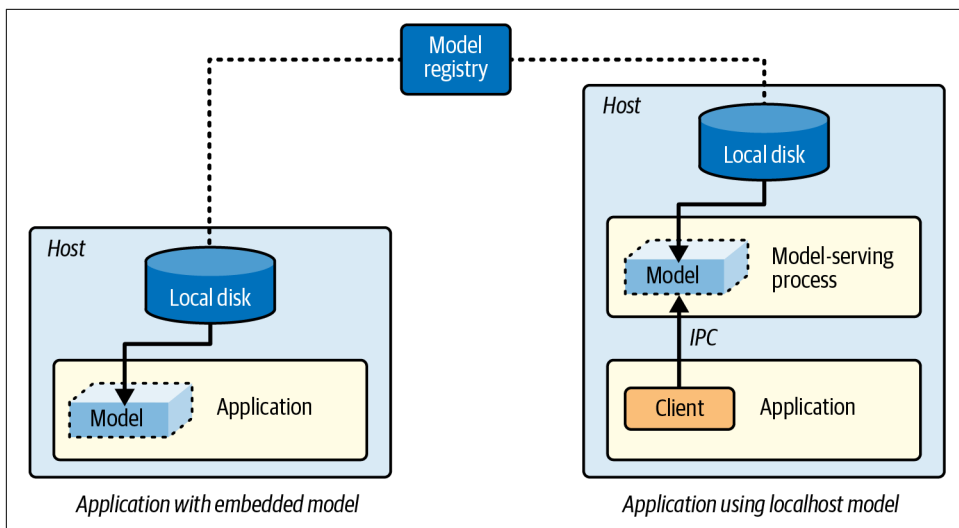 Model
registry
Host
Local disk
Model
Application
Application with embedded model
Host
Local disk
Model
Model-serving
process
IPC
Client
Application
Application using localhost model